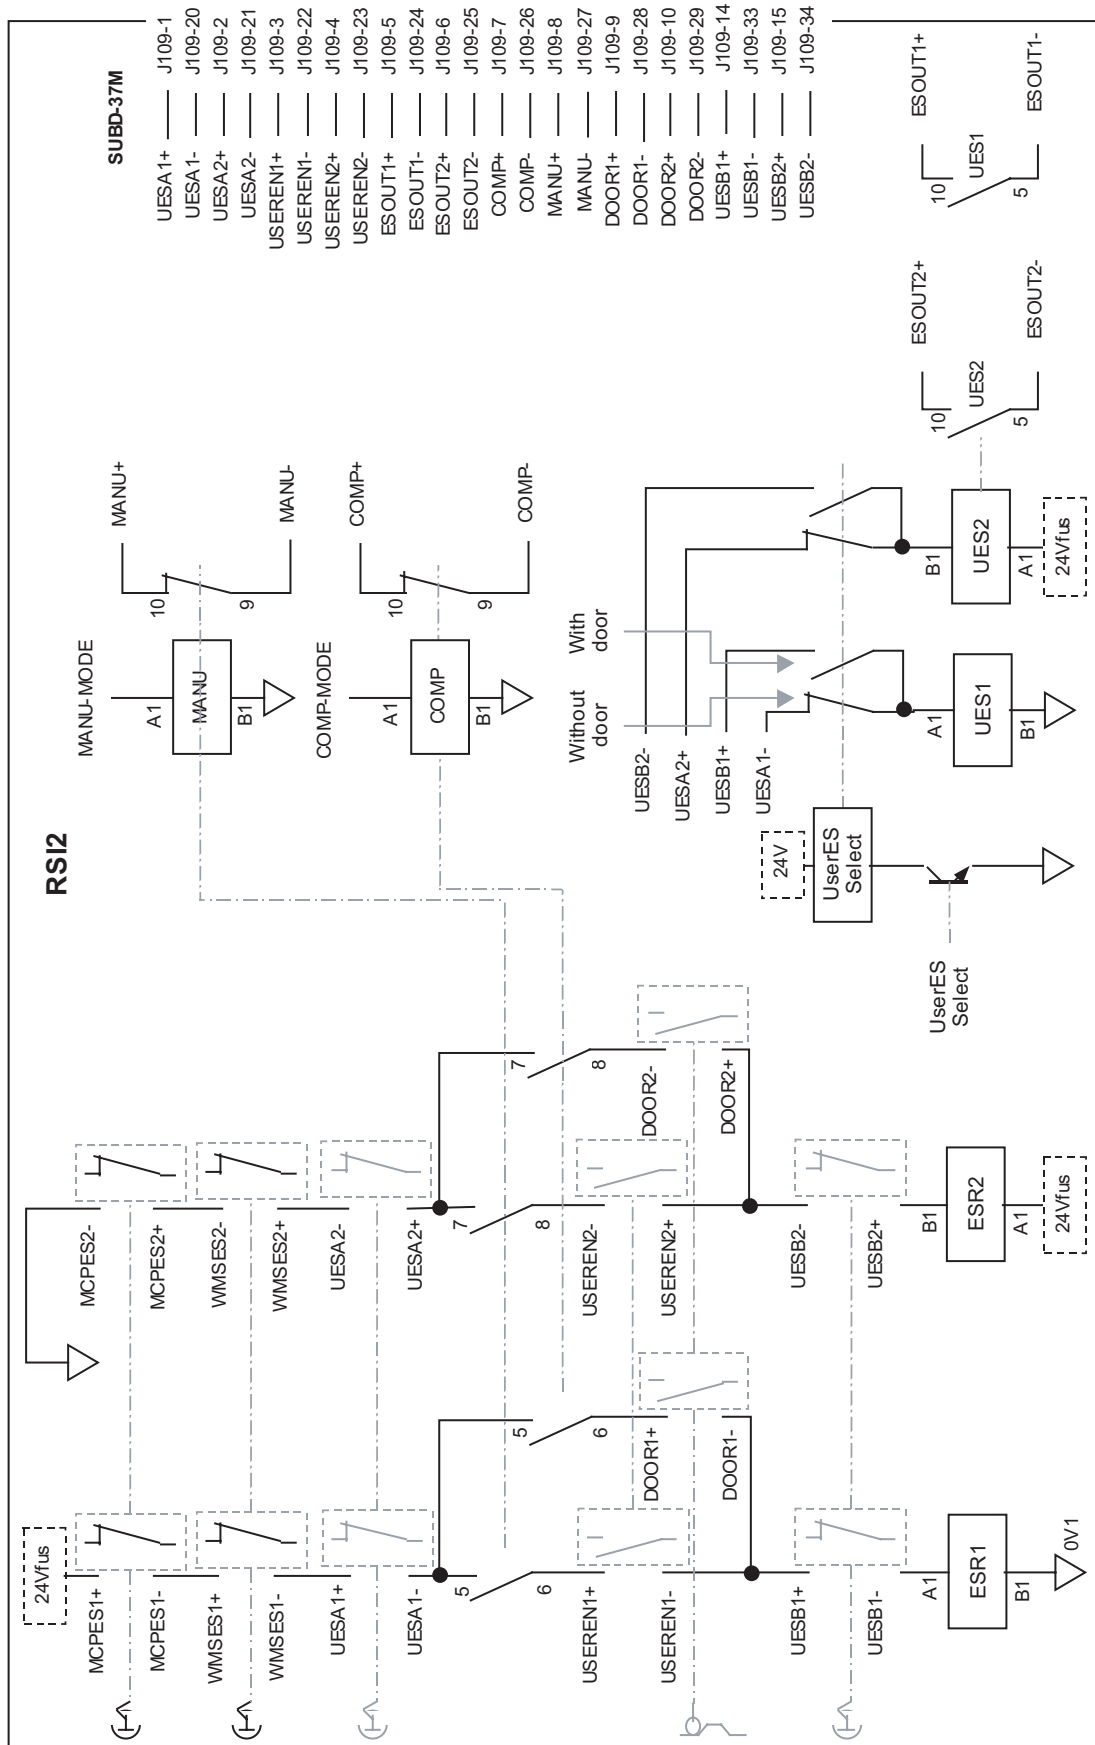 RSI2
SUBD-37M
UESA1+ J109-1
UESA1- J109-20
UESA2+ J109-2
UESA2- J109-21
USEREN1+ J109-3
USEREN1- J109-22
USEREN2+ J109-4
USEREN2- J109-23
ESOUT1+ J109-5
ESOUT1- J109-24
ESOUT2+ J109-6
ESOUT2- J109-25
COMP+ J109-7
COMP- J109-26
MANU+ J109-8
MANU- J109-27
DOOR1+ J109-9
DOOR1- J109-28
DOOR2+ J109-10
DOOR2- J109-29
UESB1+ J109-14
UESB1- J109-33
UESB2+ J109-15
UESB2- J109-34
24Vfus
MCPES1+
MCPES1-
WMSES1+
WMSES1-
UESA1+
UESA1-
5
6
5
6
USEREN1+
USEREN1-
DOOR1+
DOOR1-
UESB1+
UESB1-
A1
ESR1
B1
0V1
MCPES2-
MCPES2+
WMSES2-
WMSES2+
UESA2-
UESA2+
7
8
7
8
USEREN2-
USEREN2+
DOOR2-
DOOR2+
UESB2-
UESB2+
B1
ESR2
A1
24Vfus
MANU-MODE
A1
MANU
B1
10
9
MANU+
MANU-
COMP-MODE
A1
COMP
B1
10
9
COMP+
COMP-
UserES
Select
24V
UserES
Select
Without
door
With
door
UESB2-
UESA2+
UESB1+
UESA1-
A1
UES1
B1
B1
UES2
A1
24Vfus
10
5
UES2
ESOUT2+
ESOUT2-
10
5
UES1
ESOUT1+
ESOUT1-